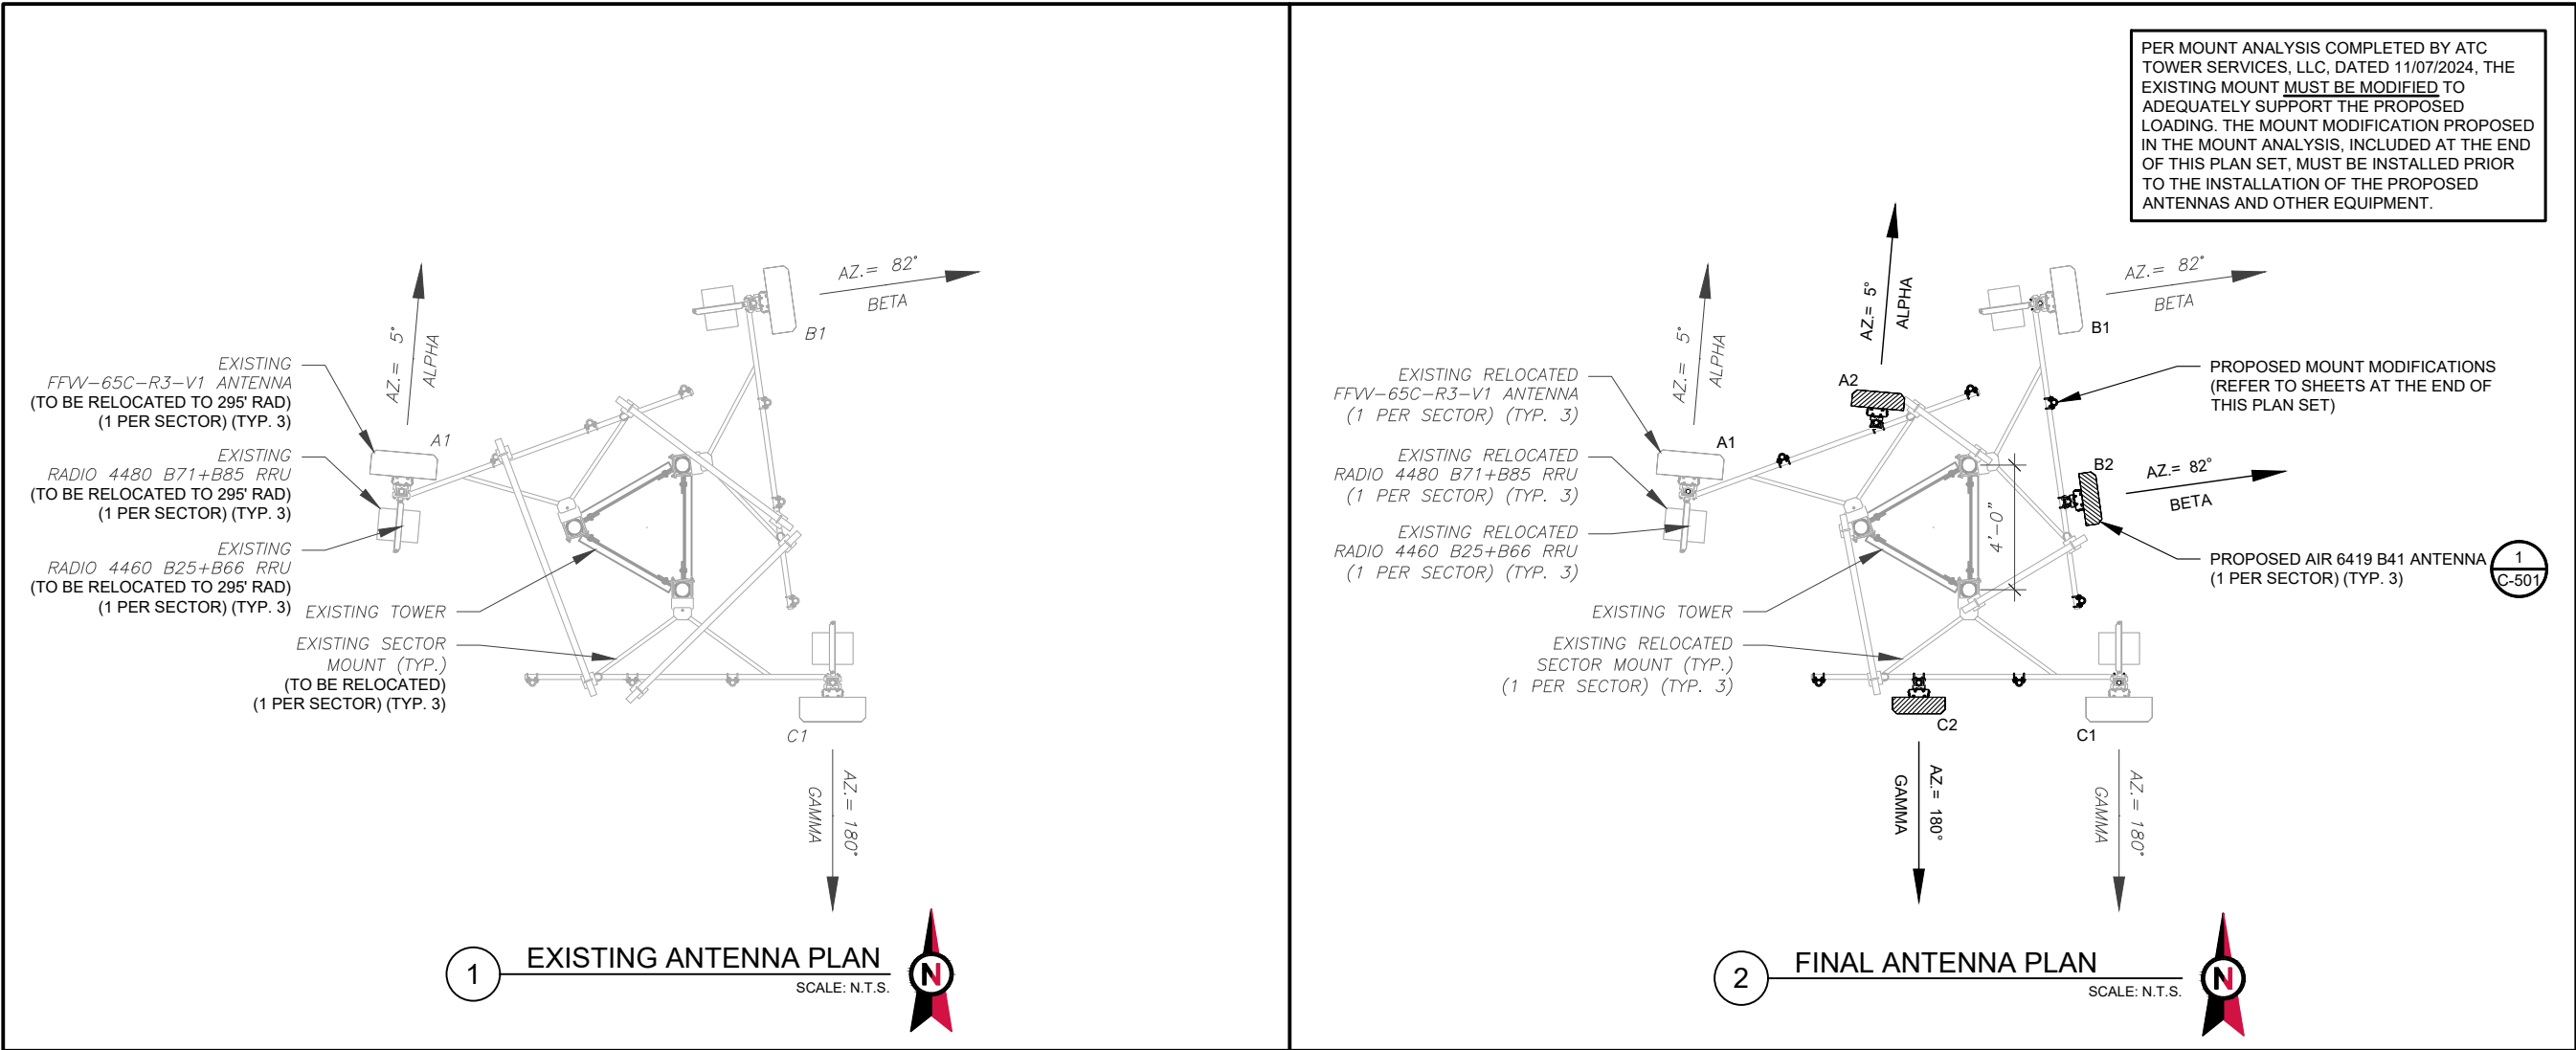 AZ.= 82°
BETA
B1
AZ.= 5°
ALPHA
EXISTING
FFVV-65C-R3-V1 ANTENNA
(TO BE RELOCATED TO 295' RAD)
(1 PER SECTOR) (TYP. 3)
A1
EXISTING
RADIO 4480 B71+B85 RRU
(TO BE RELOCATED TO 295' RAD)
(1 PER SECTOR) (TYP. 3)
EXISTING
RADIO 4460 B25+B66 RRU
(TO BE RELOCATED TO 295' RAD)
(1 PER SECTOR) (TYP. 3)
EXISTING TOWER
EXISTING SECTOR
MOUNT (TYP.)
(TO BE RELOCATED)
(1 PER SECTOR) (TYP. 3)
C1
AZ.= 180°
GAMMA
1
EXISTING ANTENNA PLAN
SCALE: N.T.S.
N
PER MOUNT ANALYSIS COMPLETED BY ATC
TOWER SERVICES, LLC, DATED 11/07/2024, THE
EXISTING MOUNT MUST BE MODIFIED TO
ADEQUATELY SUPPORT THE PROPOSED
LOADING. THE MOUNT MODIFICATION PROPOSED
IN THE MOUNT ANALYSIS, INCLUDED AT THE END
OF THIS PLAN SET, MUST BE INSTALLED PRIOR
TO THE INSTALLATION OF THE PROPOSED
ANTENNAS AND OTHER EQUIPMENT.
AZ.= 5°
ALPHA
AZ.= 5°
ALPHA
AZ.= 82°
BETA
B1
EXISTING RELOCATED
FFVV-65C-R3-V1 ANTENNA
(1 PER SECTOR) (TYP. 3)
A1
A2
PROPOSED MOUNT MODIFICATIONS
(REFER TO SHEETS AT THE END OF
THIS PLAN SET)
EXISTING RELOCATED
RADIO 4480 B71+B85 RRU
(1 PER SECTOR) (TYP. 3)
B2
AZ.= 82°
BETA
EXISTING RELOCATED
RADIO 4460 B25+B66 RRU
(1 PER SECTOR) (TYP. 3)
4'-0"
PROPOSED AIR 6419 B41 ANTENNA
(1 PER SECTOR) (TYP. 3)
1
C-501
EXISTING TOWER
EXISTING RELOCATED
SECTOR MOUNT (TYP.)
(1 PER SECTOR) (TYP. 3)
C2
C1
AZ.= 180°
GAMMA
AZ.= 180°
GAMMA
2
FINAL ANTENNA PLAN
SCALE: N.T.S.
N